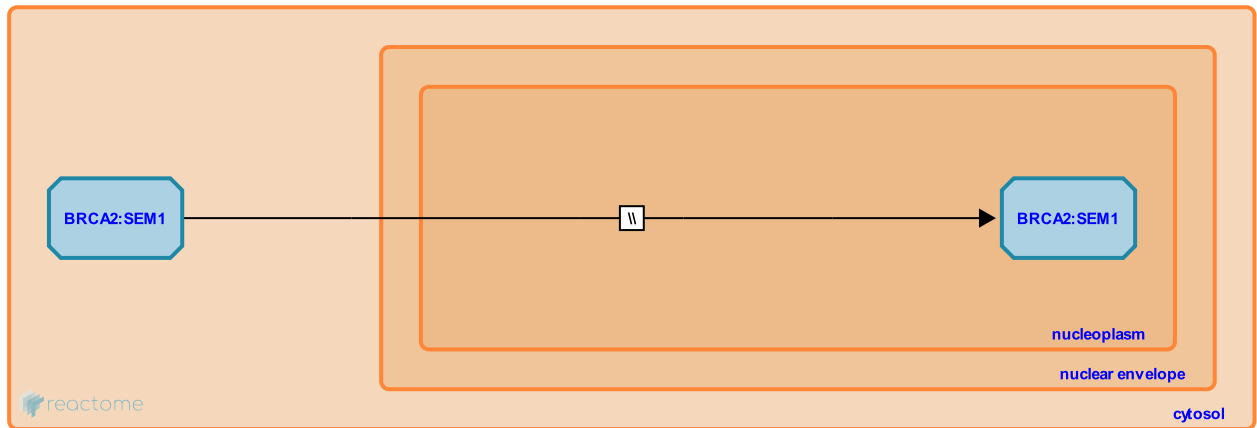 BRCA2:SEM1
\\
BRCA2:SEM1
nucleoplasm
nuclear envelope
reactome
cytosol